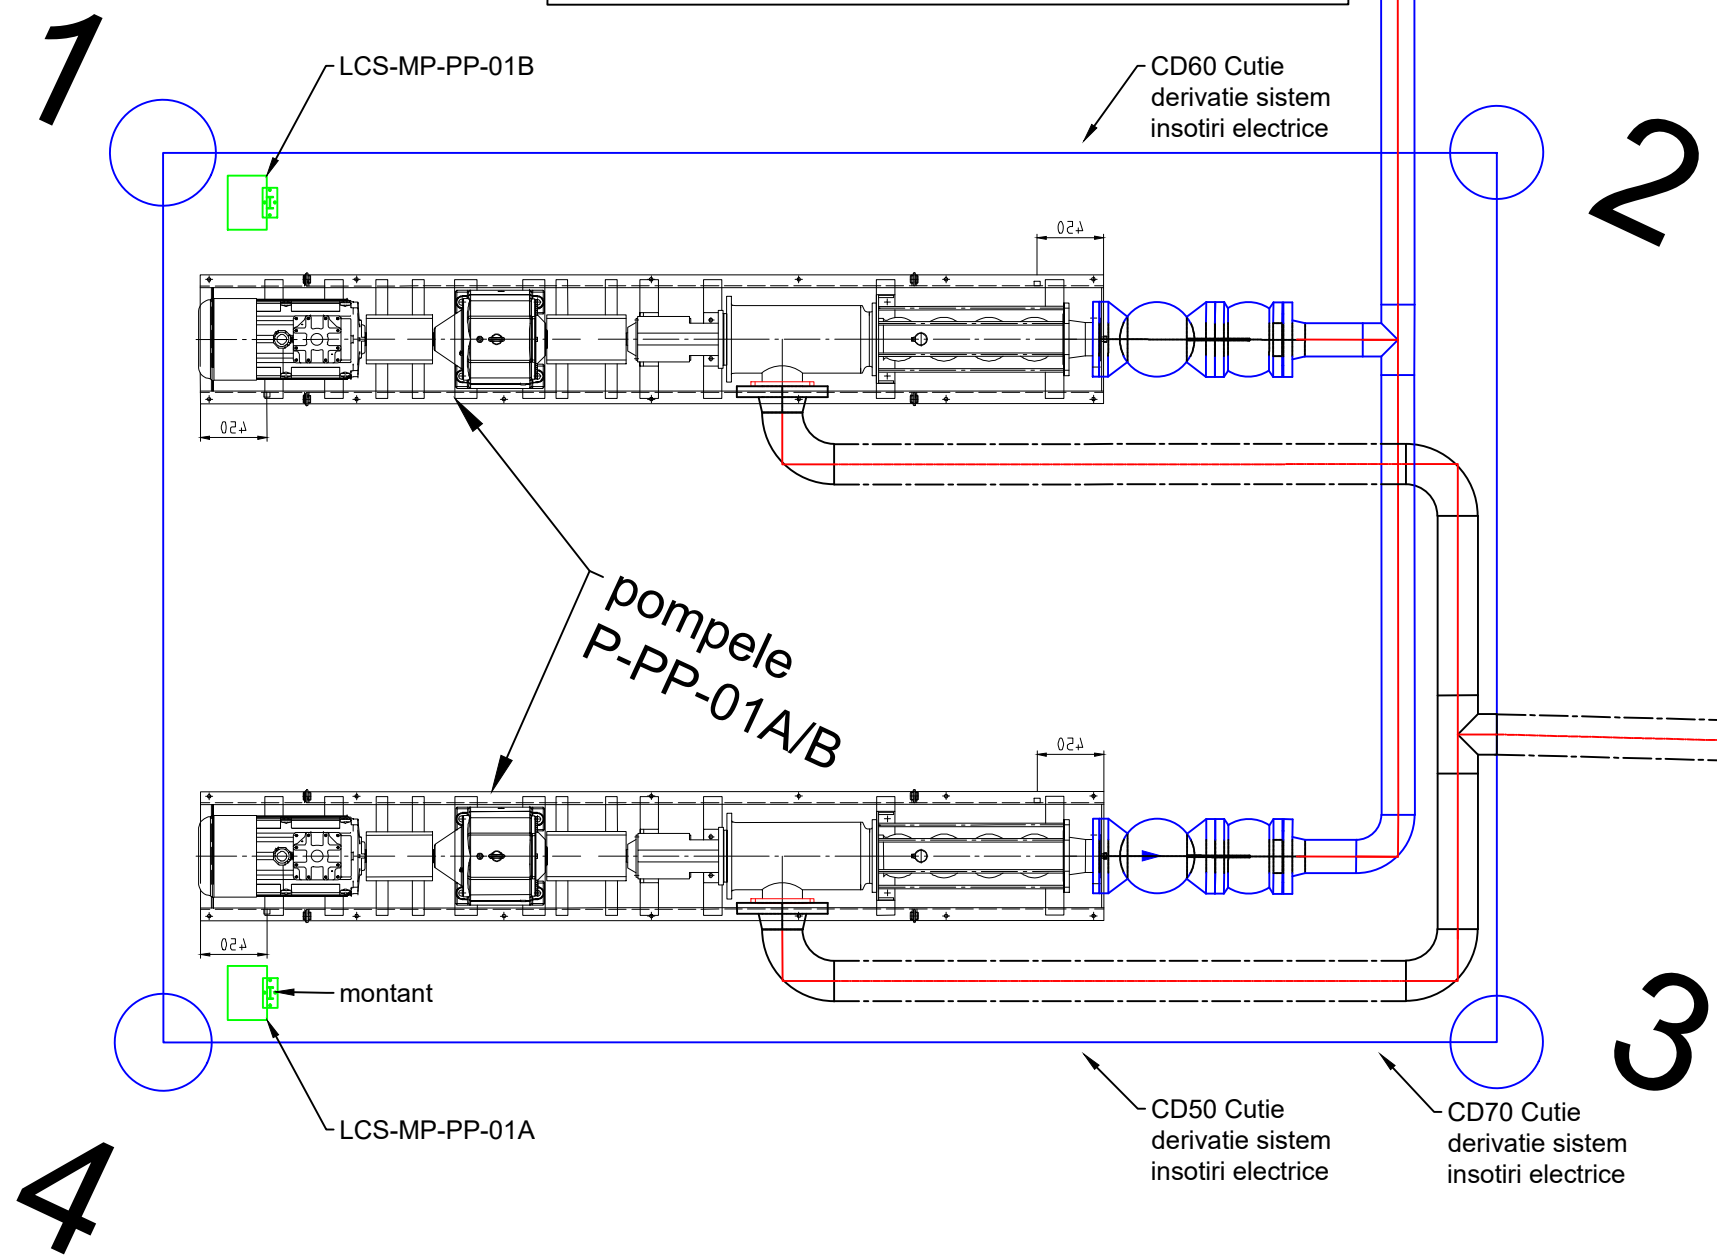 1
LCS-MP-PP-01B
CD60 Cutie
derivatie sistem
insotiri electrice
2
450
450
pompele
P-PP-01A/B
450
450
montant
3
LCS-MP-PP-01A
CD50 Cutie
derivatie sistem
insotiri electrice
CD70 Cutie
derivatie sistem
insotiri electrice
4